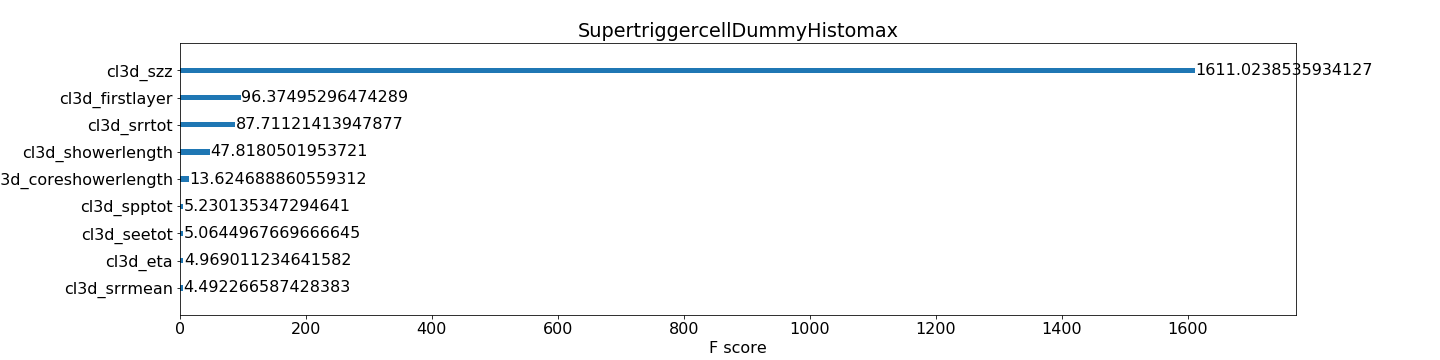 SupertriggercellDummyHistomax
cl3d_szz 1611.0238535934127
cl3d_firstlayer 96.37495296474289
cl3d_srrtot 87.71121413947877
cl3d_showerlength 47.8180501953721
3d_coreshowerlength 13.624688860559312
cl3d_spptot 5.230135347294641
cl3d_seetot 5.0644967669666645
cl3d_eta 4.969011234641582
cl3d_srrmean 4.492266587428383
0 200 400 600 800 1000 1200 1400 1600
F score